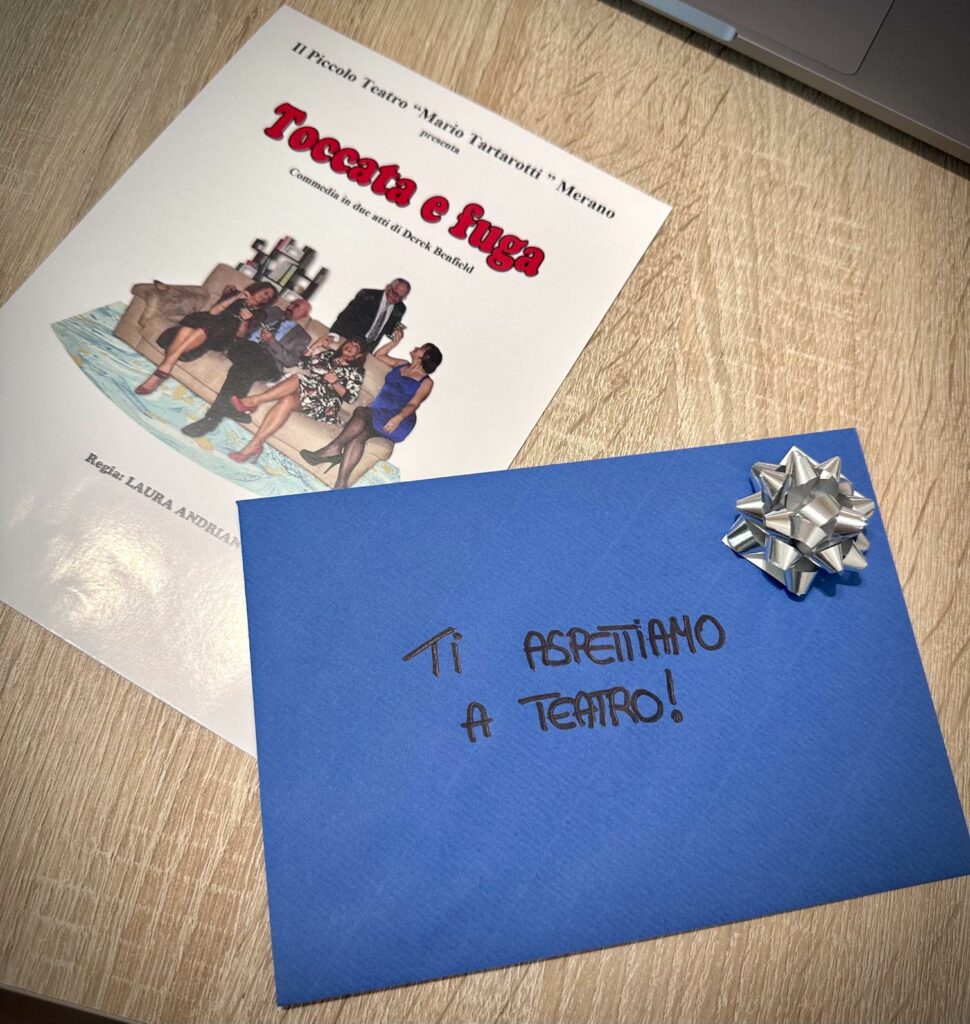 Il Piccolo Teatro “Mario Tartarotti ” Merano
presenta
Toccata e fuga
Commedia in due atti di Derek Benfield
Regia: LAURA
TI ASPETTIAMO
A TEATRO!